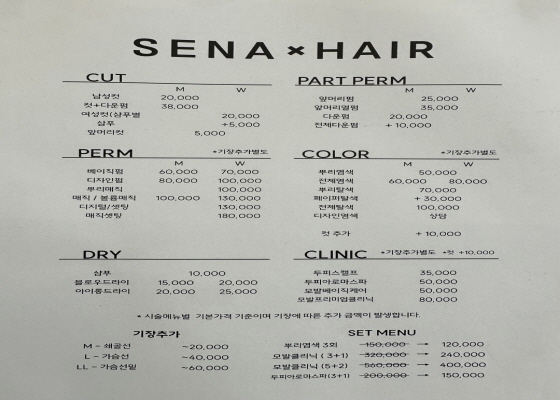 SENA × HAIR
CUT
M W
남성컷 20,000
컷+다운펌 38,000
여성컷(샴푸별 20,000
샴푸 +5,000
앞머리컷 5,000
PART PERM
M W
앞머리펌 25,000
앞머리열펌 35,000
다운펌 20,000
전체다운펌 + 10,000
PERM *기장추가별도
M W
베이직펌 60,000 70,000
디자인펌 80,000 100,000
뿌리매직 100,000
매직 / 볼륨매직 100,000 130,000
디지털/셋팅 130,000
매직셋팅 180,000
COLOR *기장추가별도
M W
뿌리염색 50,000
전체염색 60,000 80,000
뿌리탈색 70,000
헤이피탈색 + 30,000
전체탈색 100,000
디자인염색 상담
컷 추가 + 10,000
DRY
샴푸 10,000
블로우드라이 15,000 20,000
아이롱드라이 20,000 25,000
CLINIC *기장추가별도 *컷 +10,000
두피스켈프 35,000
두피아로마스파 50,000
모발베이직케어 50,000
모발프리미엄클리닉 80,000
* 시술메뉴별 기본가격 기준이며 기장에 따른 추가 금액이 발생합니다.
기장추가
M - 쇄골선 ~20,000
L - 가슴선 ~40,000
LL - 가슴선밑 ~60,000
SET MENU
뿌리염색 3회 150,000 → 120,000
모발클리닉 ( 3+1) 320,000 → 240,000
모발클리닉 (5+2) 560,000 → 400,000
두피아로마스파(3+1) 200,000 → 150,000